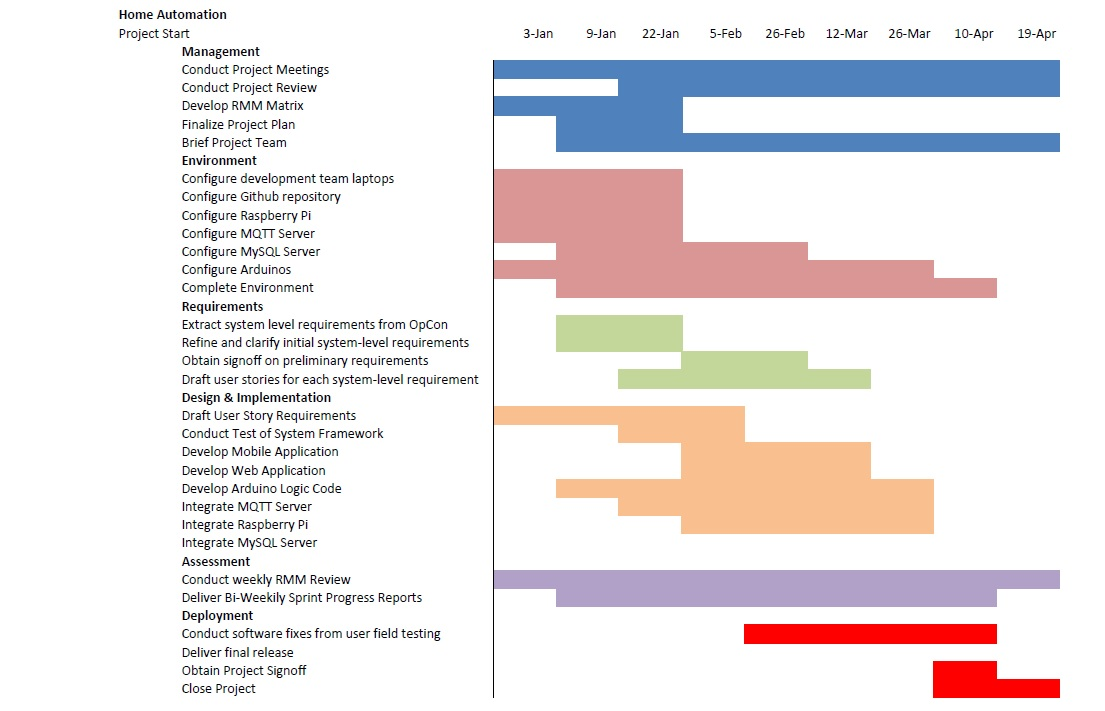 Home Automation
Project Start 3-Jan 9-Jan 22-Jan 5-Feb 26-Feb 12-Mar 26-Mar 10-Apr 19-Apr
Management
Conduct Project Meetings
Conduct Project Review
Develop RMM Matrix
Finalize Project Plan
Brief Project Team
Environment
Configure development team laptops
Configure Github repository
Configure Raspberry Pi
Configure MQTT Server
Configure MySQL Server
Configure Arduinos
Complete Environment
Requirements
Extract system level requirements from OpCon
Refine and clarify initial system-level requirements
Obtain signoff on preliminary requirements
Draft user stories for each system-level requirement
Design & Implementation
Draft User Story Requirements
Conduct Test of System Framework
Develop Mobile Application
Develop Web Application
Develop Arduino Logic Code
Integrate MQTT Server
Integrate Raspberry Pi
Integrate MySQL Server
Assessment
Conduct weekly RMM Review
Deliver Bi-Weekily Sprint Progress Reports
Deployment
Conduct software fixes from user field testing
Deliver final release
Obtain Project Signoff
Close Project